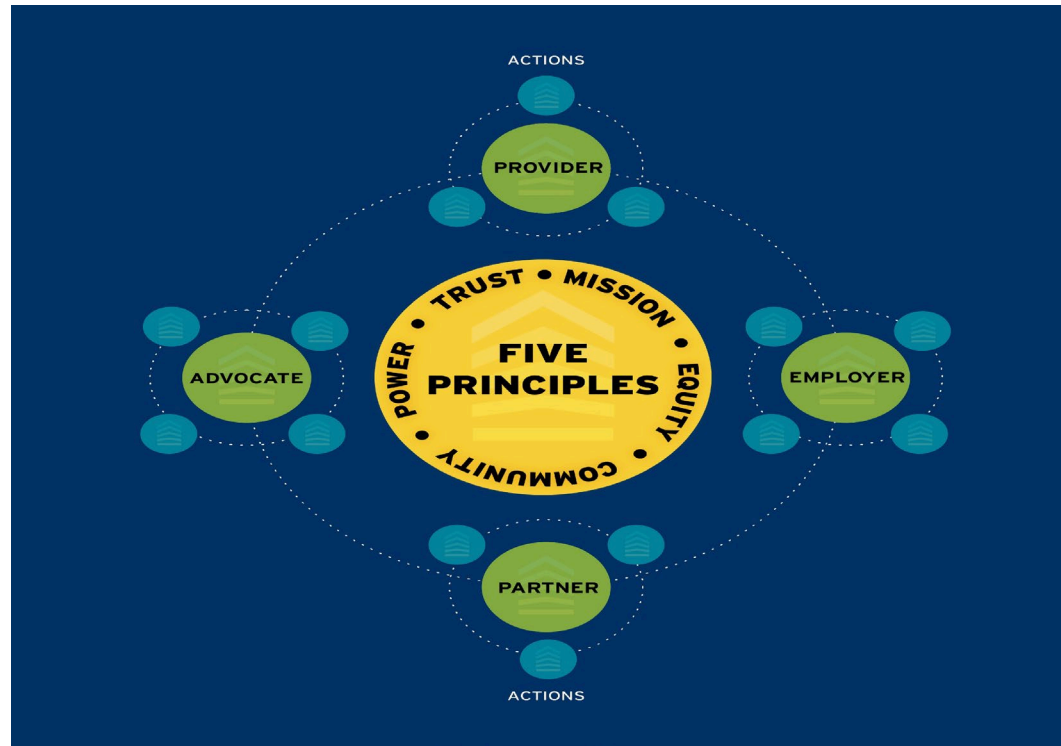 ACTIONS
PROVIDER
TRUST • MISSION • EQUITY • COMMUNITY • POWER •
FIVE
PRINCIPLES
ADVOCATE
EMPLOYER
PARTNER
ACTIONS